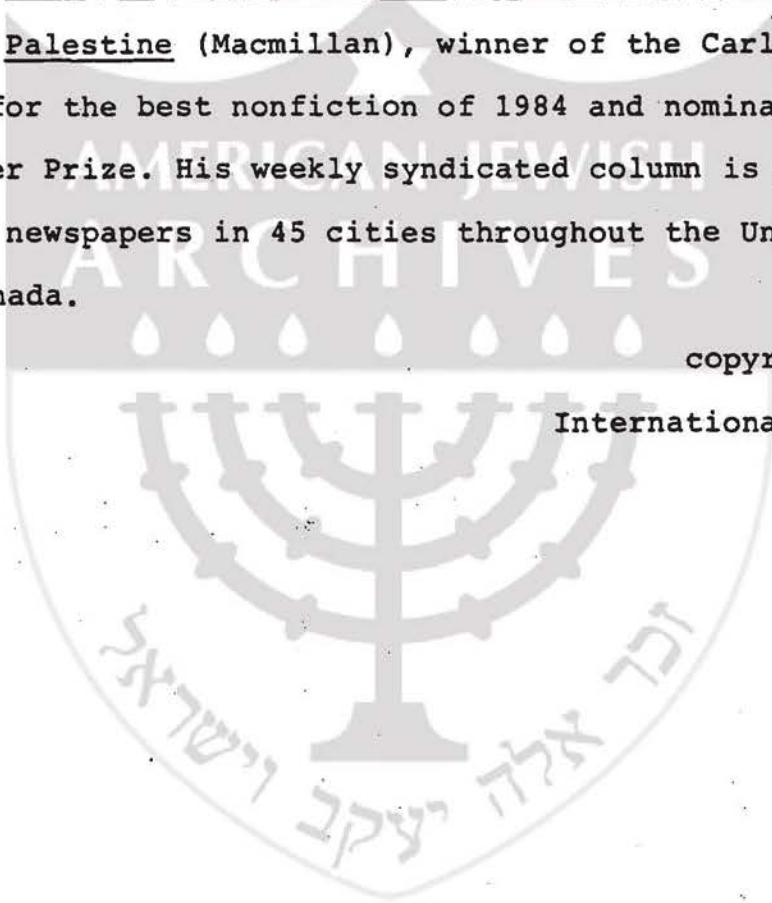 Palestine (Macmillan), winner of the Carl
for the best nonfiction of 1984 and nomina
er Prize. His weekly syndicated column is
AMERICAN JEWISH
newspapers in 45 cities throughout the Un
ARCHIVES
nada.
copyr
Internationa
זכר אלה יעקב וישראל